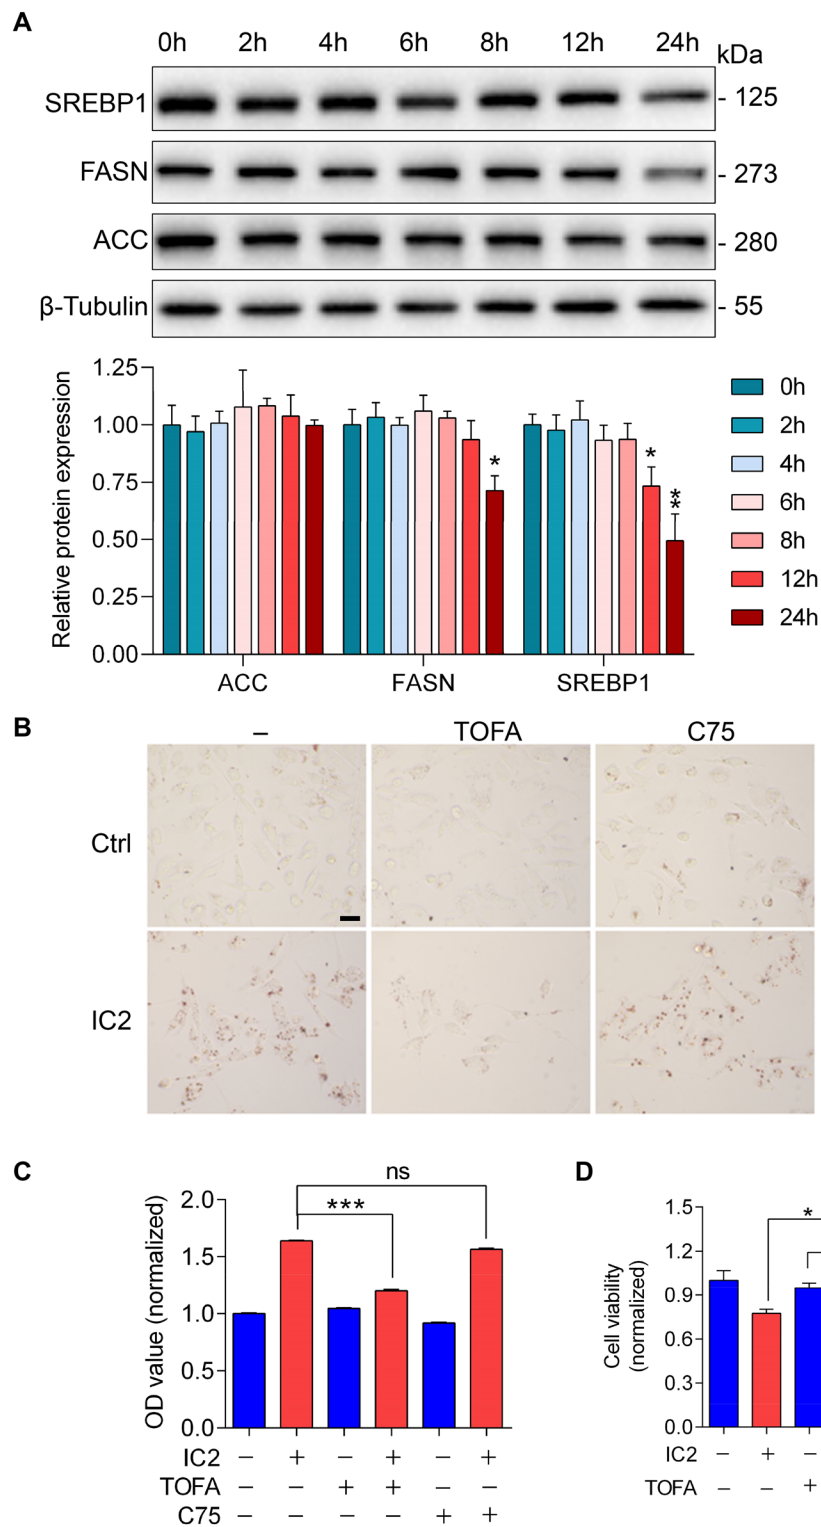 A
0h 2h 4h 6h 8h 12h 24h kDa
SREBP1 - 125
FASN - 273
ACC - 280
β-Tubulin - 55
Relative protein expression
1.25
1.00
0.75
0.50
0.25
0.00
*
*
**
ACC FASN SREBP1
0h
2h
4h
6h
8h
12h
24h
B
– TOFA C75
Ctrl
IC2
C
OD value (normalized)
2.0
1.5
1.0
0.5
0.0
ns
***
IC2 – + – + – +
TOFA – – + +
C75 – – + +
D
Cell viability
(normalized)
1.5
1.2
0.9
0.6
0.3
0.0
*
IC2 – + –
TOFA – – +